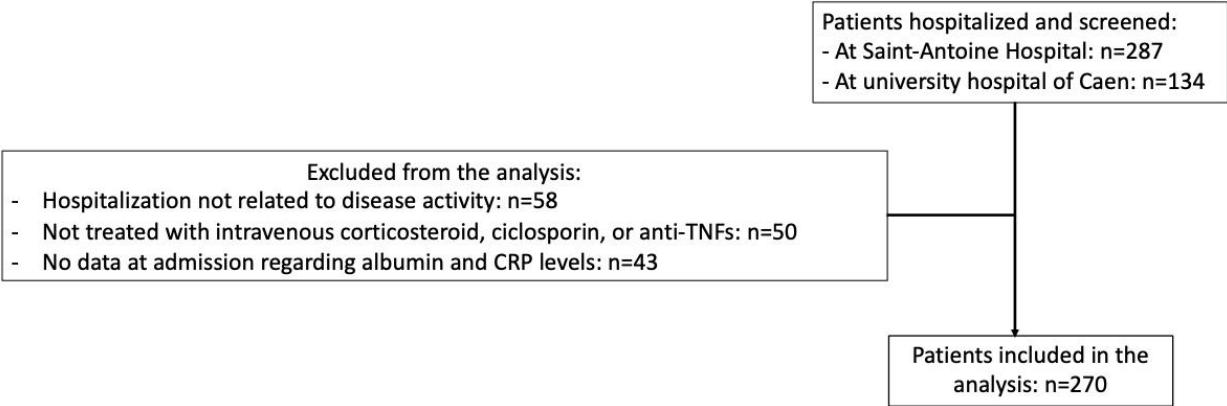 Patients hospitalized and screened:
- At Saint-Antoine Hospital: n=287
- At university hospital of Caen: n=134
Excluded from the analysis:
- Hospitalization not related to disease activity: n=58
- Not treated with intravenous corticosteroid, ciclosporin, or anti-TNFs: n=50
- No data at admission regarding albumin and CRP levels: n=43
Patients included in the
analysis: n=270